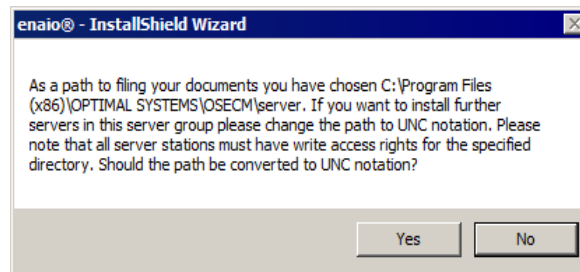 enaio® - InstallShield Wizard
As a path to filing your documents you have chosen C:\Program Files
(x86)\OPTIMAL SYSTEMS\OSECM\server. If you want to install further
servers in this server group please change the path to UNC notation. Please
note that all server stations must have write access rights for the specified
directory. Should the path be converted to UNC notation?
Yes No